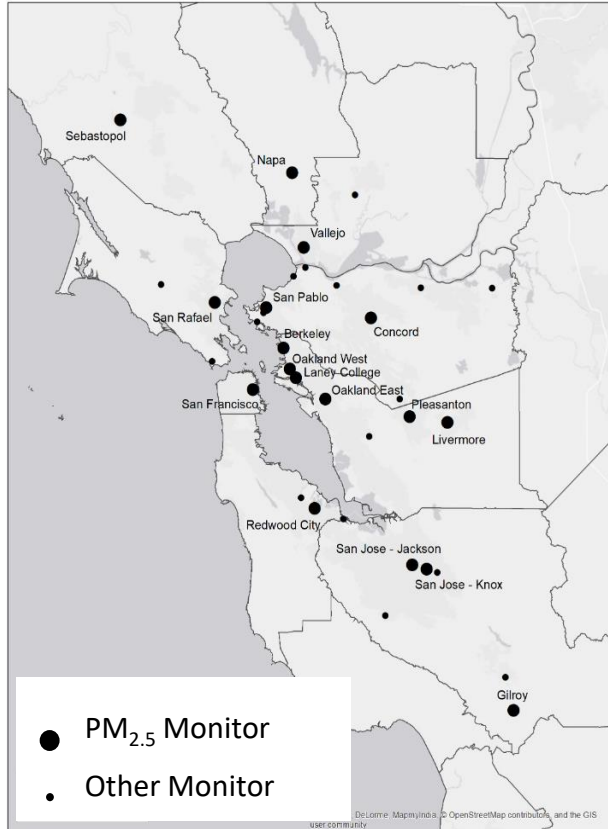 Sebastopol
Napa
Vallejo
San Pablo
San Rafael
Concord
Berkeley
Oakland West
Laney College
Oakland East
San Francisco
Pleasanton
Livermore
Redwood City
San Jose - Jackson
San Jose - Knox
Gilroy
PM2.5 Monitor
Other Monitor
DeLorme, MapmyIndia, © OpenStreetMap contributors, and the GIS
user community